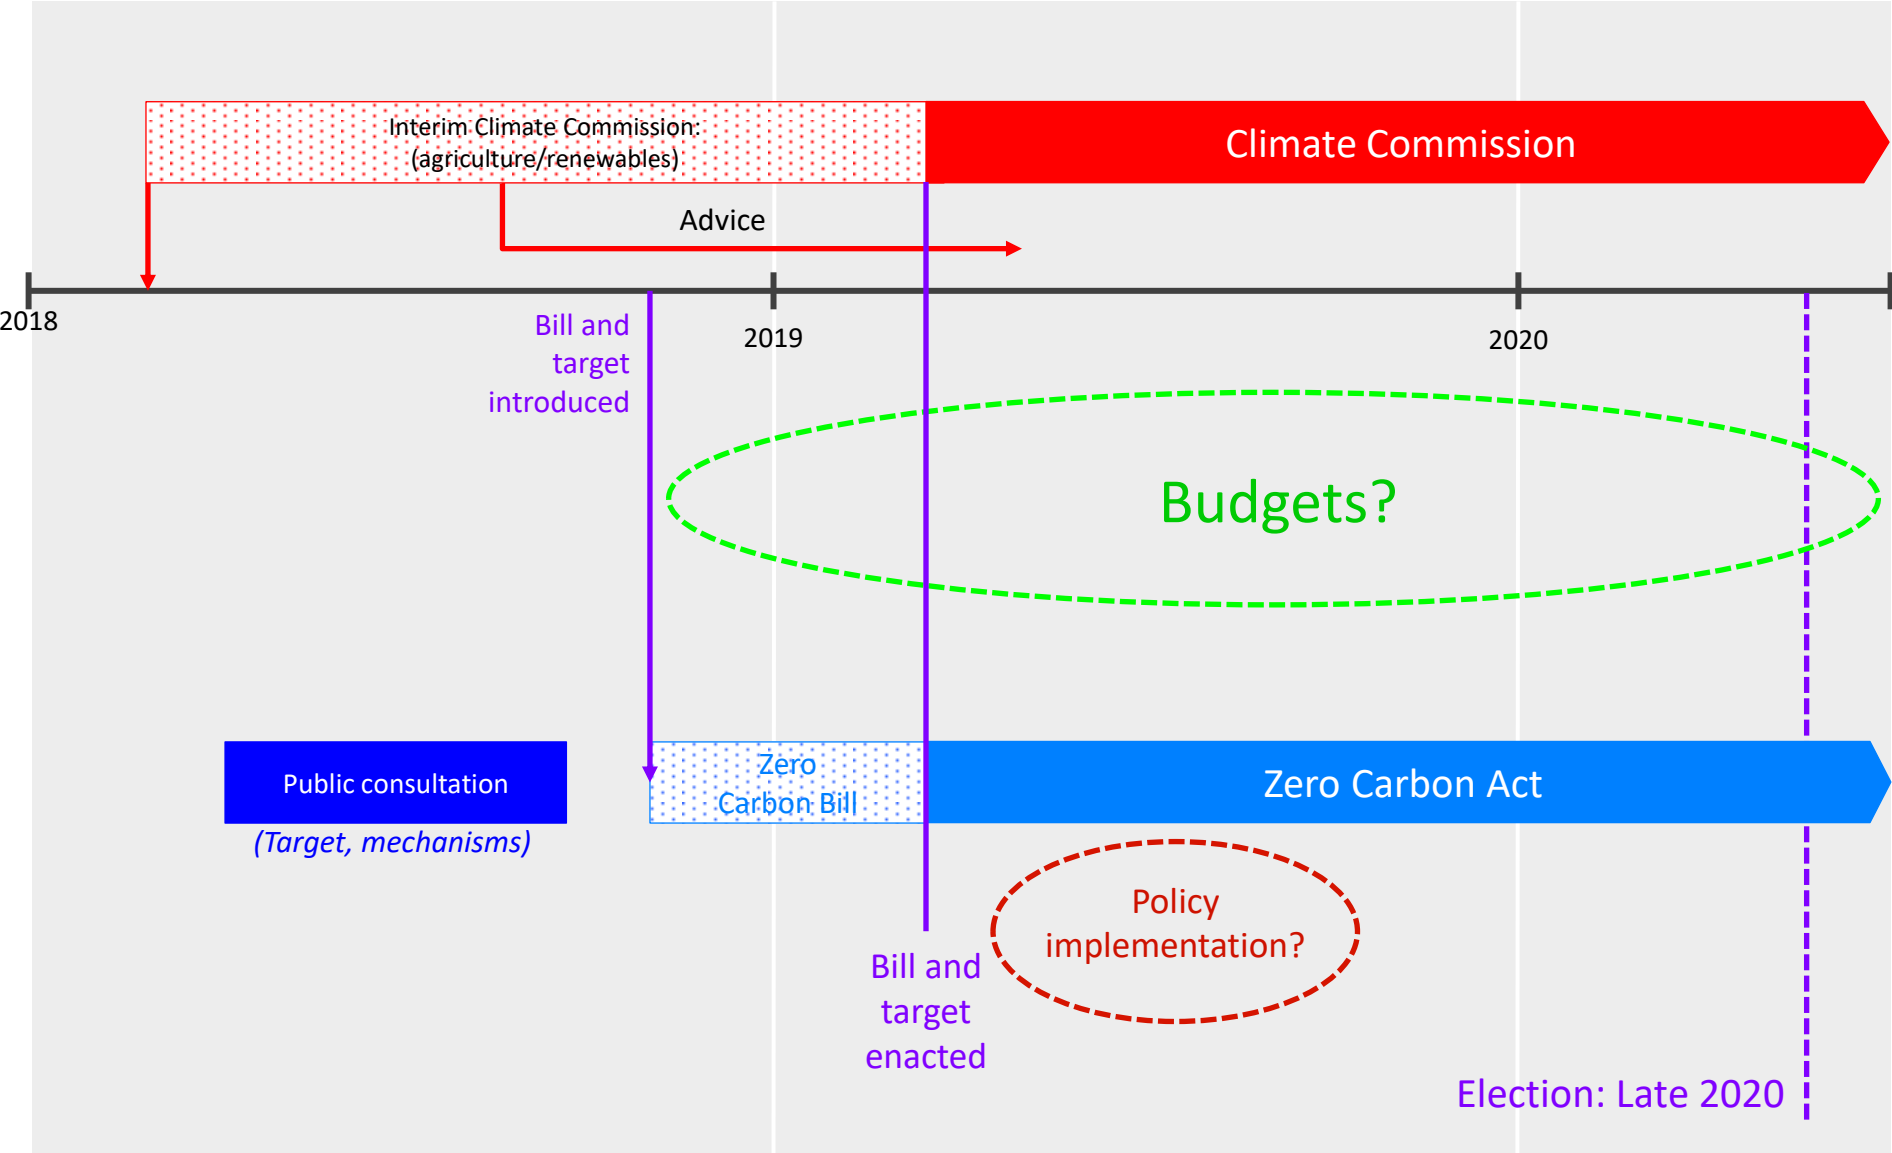 Interim Climate Commission:
(agriculture/renewables)
Climate Commission
Advice
2018
2019
2020
Bill and
target
introduced
Budgets?
Public consultation
(Target, mechanisms)
Zero
Carbon Bill
Zero Carbon Act
Policy
implementation?
Bill and
target
enacted
Election: Late 2020